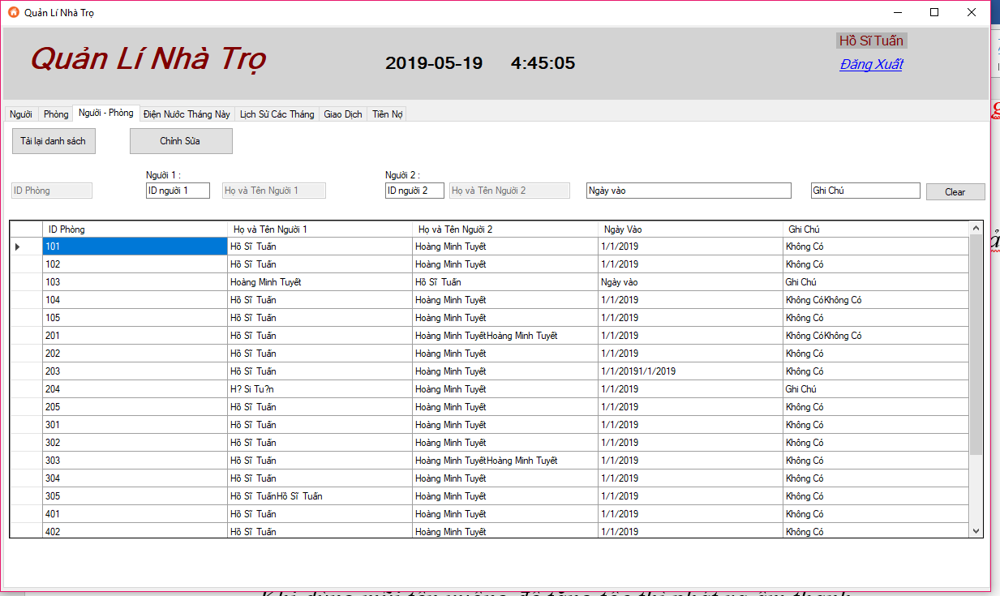 Quản Lí Nhà Trọ
Quản Lí Nhà Trọ 2019-05-19 4:45:05 Hồ Sĩ Tuấn
Đăng Xuất
Người Phòng Người - Phòng Điện Nước Tháng Này Lịch Sử Các Tháng Giao Dịch Tiền Nợ
Tải lại danh sách Chỉnh Sửa
Người 1 : Người 2 :
ID Phòng ID người 1 Họ và Tên Người 1 ID người 2 Họ và Tên Người 2 Ngày vào Ghi Chú Clear
ID Phòng Họ và Tên Người 1 Họ và Tên Người 2 Ngày Vào Ghi Chú
101 Hồ Sĩ Tuấn Hoàng Minh Tuyết 1/1/2019 Không Có
102 Hồ Sĩ Tuấn Hoàng Minh Tuyết 1/1/2019 Không Có
103 Hoàng Minh Tuyết Hồ Sĩ Tuấn Ngày vào Ghi Chú
104 Hồ Sĩ Tuấn Hoàng Minh Tuyết 1/1/2019 Không CóKhông Có
105 Hồ Sĩ Tuấn Hoàng Minh Tuyết 1/1/2019 Không Có
201 Hồ Sĩ Tuấn Hoàng Minh TuyếtHoàng Minh Tuyết 1/1/2019 Không CóKhông Có
202 Hồ Sĩ Tuấn Hoàng Minh Tuyết 1/1/2019 Không Có
203 Hồ Sĩ Tuấn Hoàng Minh Tuyết 1/1/20191/1/2019 Không Có
204 H? Si Tu?n Hoàng Minh Tuyết 1/1/2019 Ghi Chú
205 Hồ Sĩ Tuấn Hoàng Minh Tuyết 1/1/2019 Không Có
301 Hồ Sĩ Tuấn Hoàng Minh Tuyết 1/1/2019 Không Có
302 Hồ Sĩ Tuấn Hoàng Minh Tuyết 1/1/2019 Không Có
303 Hồ Sĩ Tuấn Hoàng Minh TuyếtHoàng Minh Tuyết 1/1/2019 Không Có
304 Hồ Sĩ Tuấn Hoàng Minh Tuyết 1/1/2019 Không Có
305 Hồ Sĩ TuấnHồ Sĩ Tuấn Hoàng Minh Tuyết 1/1/2019 Không Có
401 Hồ Sĩ Tuấn Hoàng Minh Tuyết 1/1/2019 Không Có
402 Hồ Sĩ Tuấn Hoàng Minh Tuyết 1/1/2019 Không Có